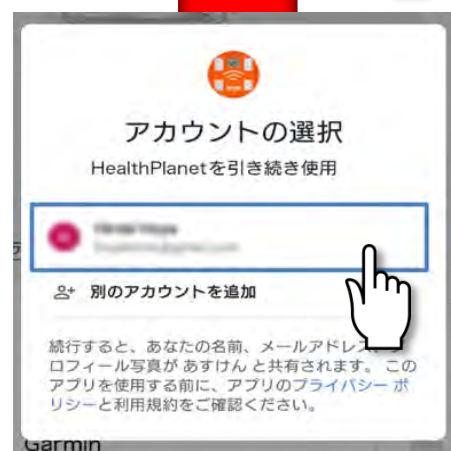 アカウントの選択
HealthPlanetを引き続き使用
別のアカウントを追加
続行すると、あなたの名前、メールアドレス、
ロフィール写真が あすけん と共有されます。 この
アプリを使用する前に、アプリのプライバシー ポ
リシーと利用規約をご確認ください。
Garmin